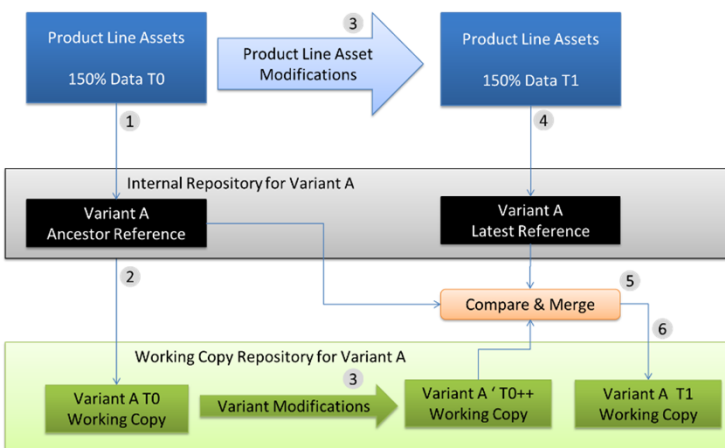 Product Line Assets
150% Data T0
3
Product Line Asset
Modifications
Product Line Assets
150% Data T1
1
4
Internal Repository for Variant A
Variant A
Ancestor Reference
Variant A
Latest Reference
2
5
Compare & Merge
6
Working Copy Repository for Variant A
3
Variant A T0
Working Copy
Variant Modifications
Variant A ‘ T0++
Working Copy
Variant A T1
Working Copy